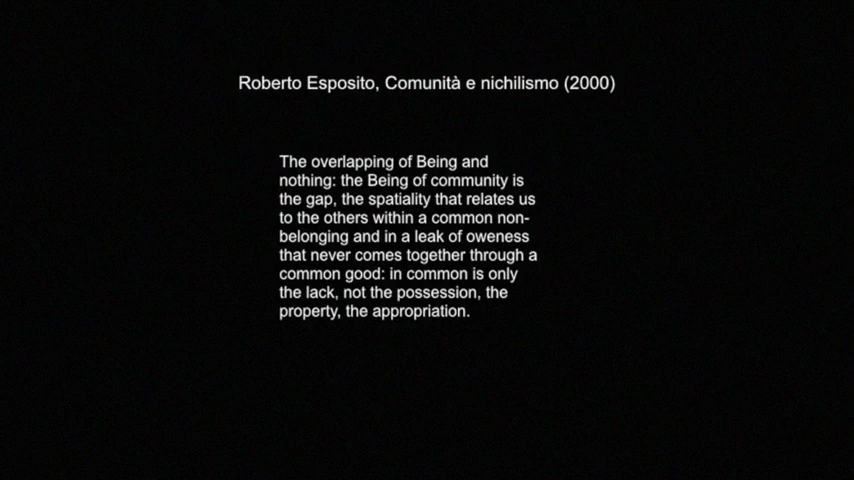 Roberto Esposito, Comunità e nichilismo (2000)
The overlapping of Being and
nothing: the Being of community is
the gap, the spatiality that relates us
to the others within a common non-
belonging and in a leak of oweness
that never comes together through a
common good: in common is only
the lack, not the possession, the
property, the appropriation.